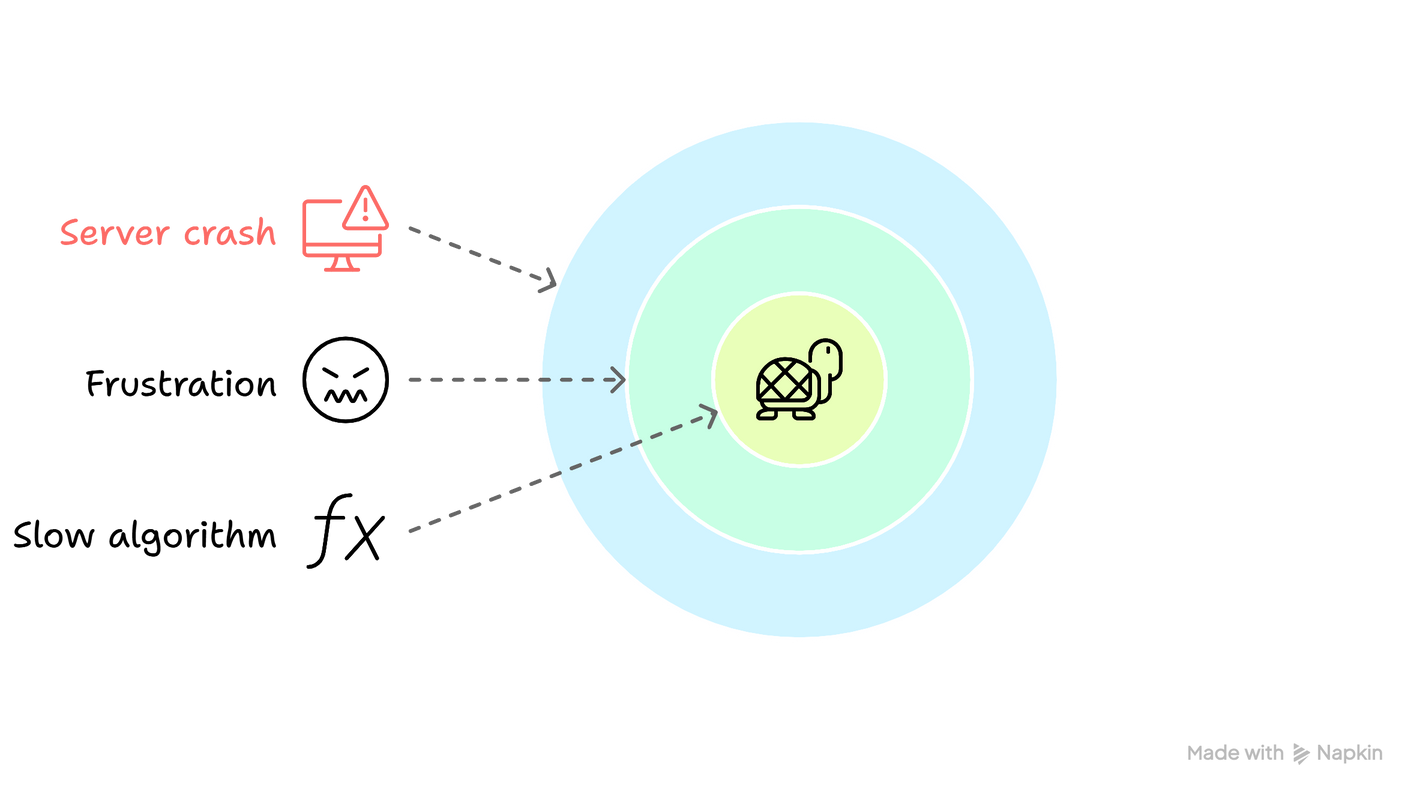 Server crash
Frustration
Slow algorithm
fx
Made with Napkin